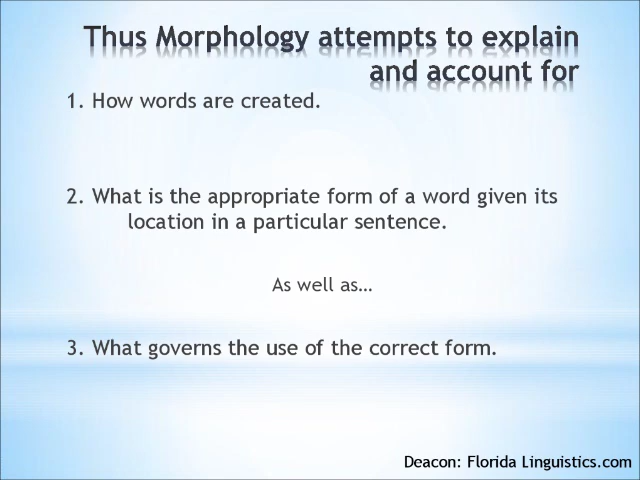 Thus Morphology attempts to explain
and account for
1. How words are created.
2. What is the appropriate form of a word given its
location in a particular sentence.
As well as…
3. What governs the use of the correct form.
Deacon: Florida Linguistics.com